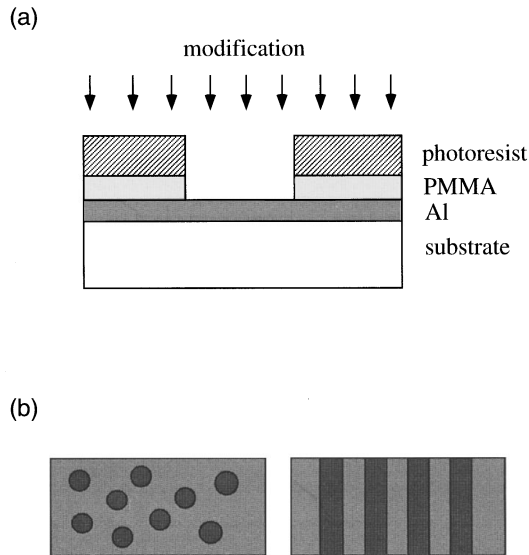 (a)
modification
photoresist
PMMA
Al
substrate
(b)